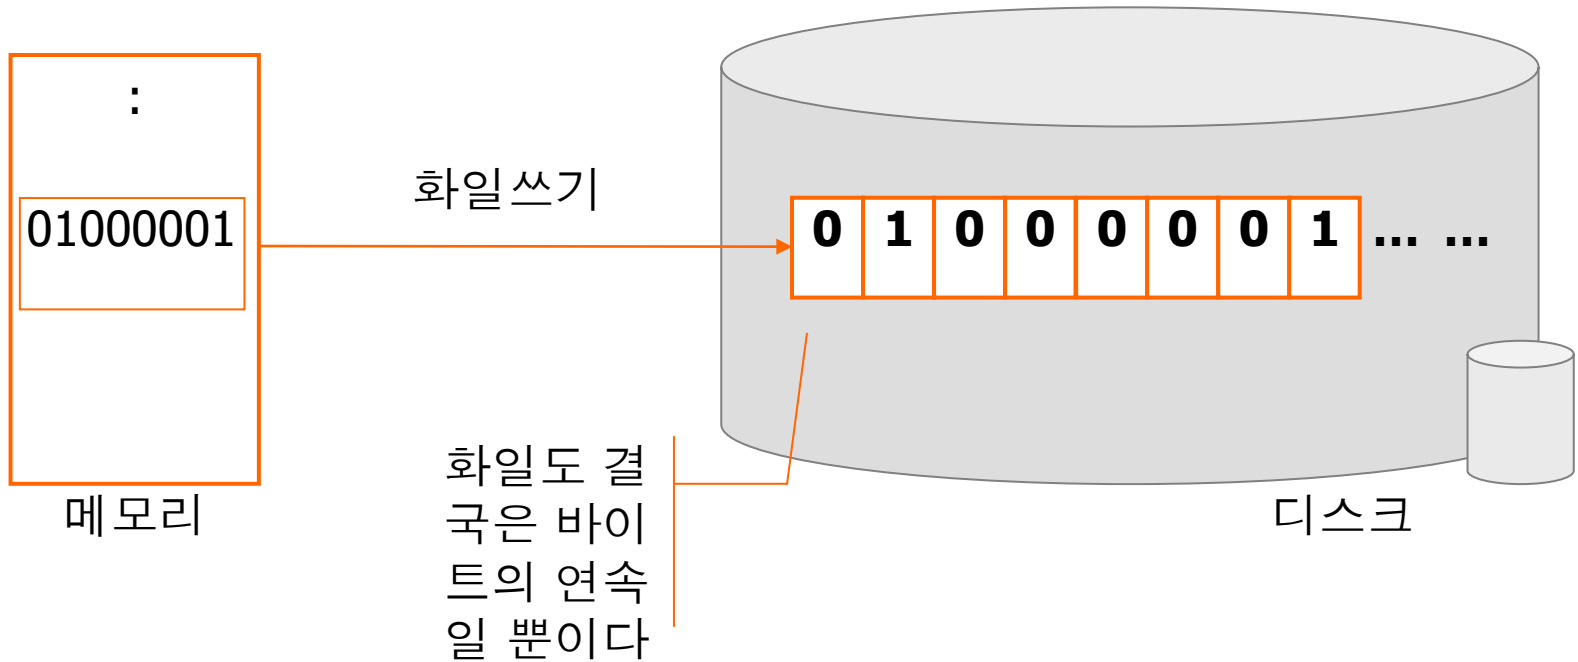 :
01000001
메모리
화일쓰기
0 1 0 0 0 0 0 1 ... ...
화일도 결
국은 바이
트의 연속
일 뿐이다
디스크